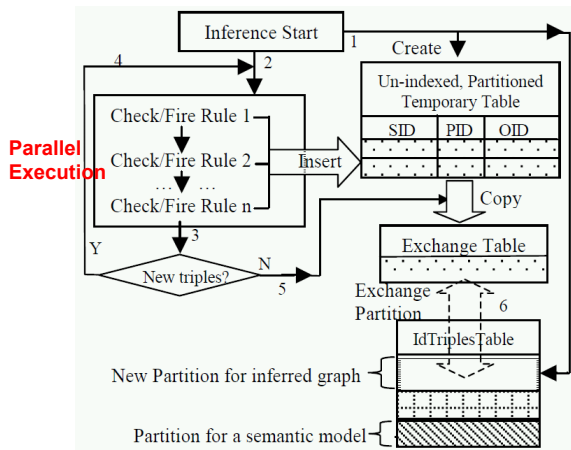 Inference Start
1
Create
4
2
Un-indexed, Partitioned
Temporary Table
SID PID OID
Check/Fire Rule 1
Parallel
Execution
Check/Fire Rule 2
Insert
... ...
Check/Fire Rule n
Copy
3
Y
New triples?
N
5
Exchange Table
Exchange
Partition
6
IdTriplesTable
New Partition for inferred graph
Partition for a semantic model